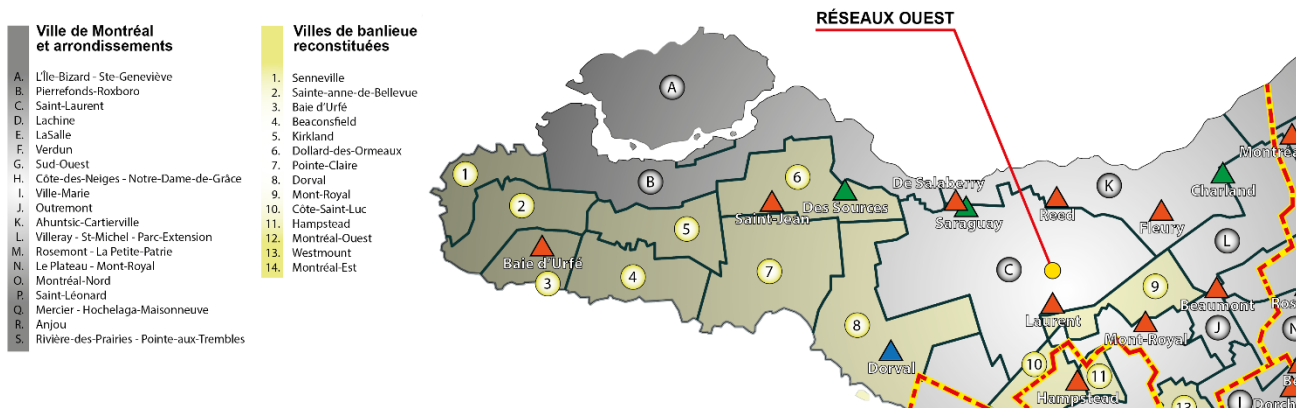 Ville de Montréal
et arrondissements
A. L'Île-Bizard - Ste-Geneviève
B. Pierrefonds-Roxboro
C. Saint-Laurent
D. Lachine
E. LaSalle
F. Verdun
G. Sud-Ouest
H. Côte-des-Neiges - Notre-Dame-de-Grâce
I. Ville-Marie
J. Outremont
K. Ahuntsic-Cartierville
L. Villeray - St-Michel - Parc-Extension
M. Rosemont - La Petite-Patrie
N. Le Plateau - Mont-Royal
O. Montréal-Nord
P. Saint-Léonard
Q. Mercier - Hochelaga-Maisonneuve
R. Anjou
S. Rivière-des-Prairies - Pointe-aux-Trembles
Villes de banlieue
reconstituées
1. Senneville
2. Sainte-anne-de-Bellevue
3. Baie d'Urfé
4. Beaconsfield
5. Kirkland
6. Dollard-des-Ormeaux
7. Pointe-Claire
8. Dorval
9. Mont-Royal
10. Côte-Saint-Luc
11. Hampstead
12. Montréal-Ouest
13. Westmount
14. Montréal-Est
RÉSEAUX OUEST
A
Montréa
1
6
B
De Salaberry
K
Charland
2
Saint-Jean
Des Sources
Saraguay
Reed
Fleury
5
L
Baie d'Urfé
3
4
7
C
9
Beaumont
Ros
8
Laurent
Mont-Royal
J
N
Dorval
10
11
Hampstead
13
I
Be
Dorch